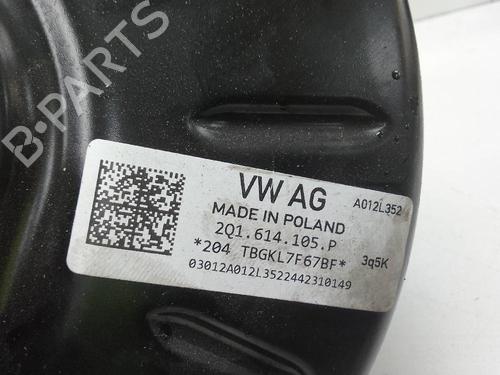 B-PARTS
VW AG
A012L352
MADE IN POLAND
2Q1.614.105.P
*204 TBGKL7F67BF*
3q5K
03012A012L3522442310149